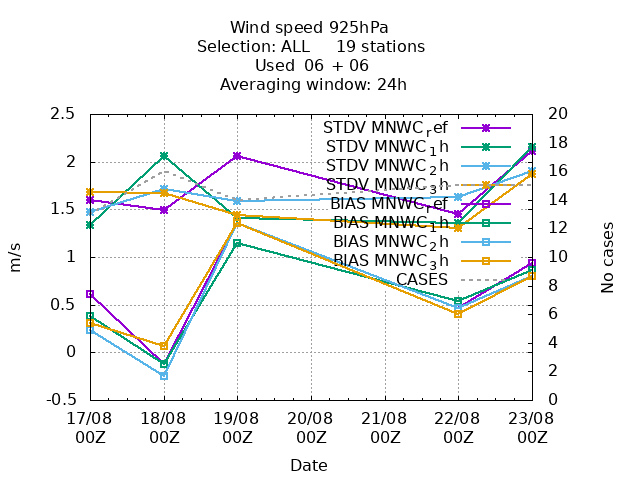 Wind speed 925hPa
Selection: ALL 19 stations
Used 06 + 06
Averaging window: 24h
2.5
2
1.5
1
0.5
0
-0.5
20
18
16
14
12
10
8
6
4
2
0
STDV MNWC_ref
STDV MNWC_1h
STDV MNWC_2h
STDV MNWC_3h
BIAS MNWC_ref
BIAS MNWC_1h
BIAS MNWC_2h
BIAS MNWC_3h
CASES
m/s
No cases
17/08 18/08 19/08 20/08 21/08 22/08 23/08
00Z 00Z 00Z 00Z 00Z 00Z 00Z
Date